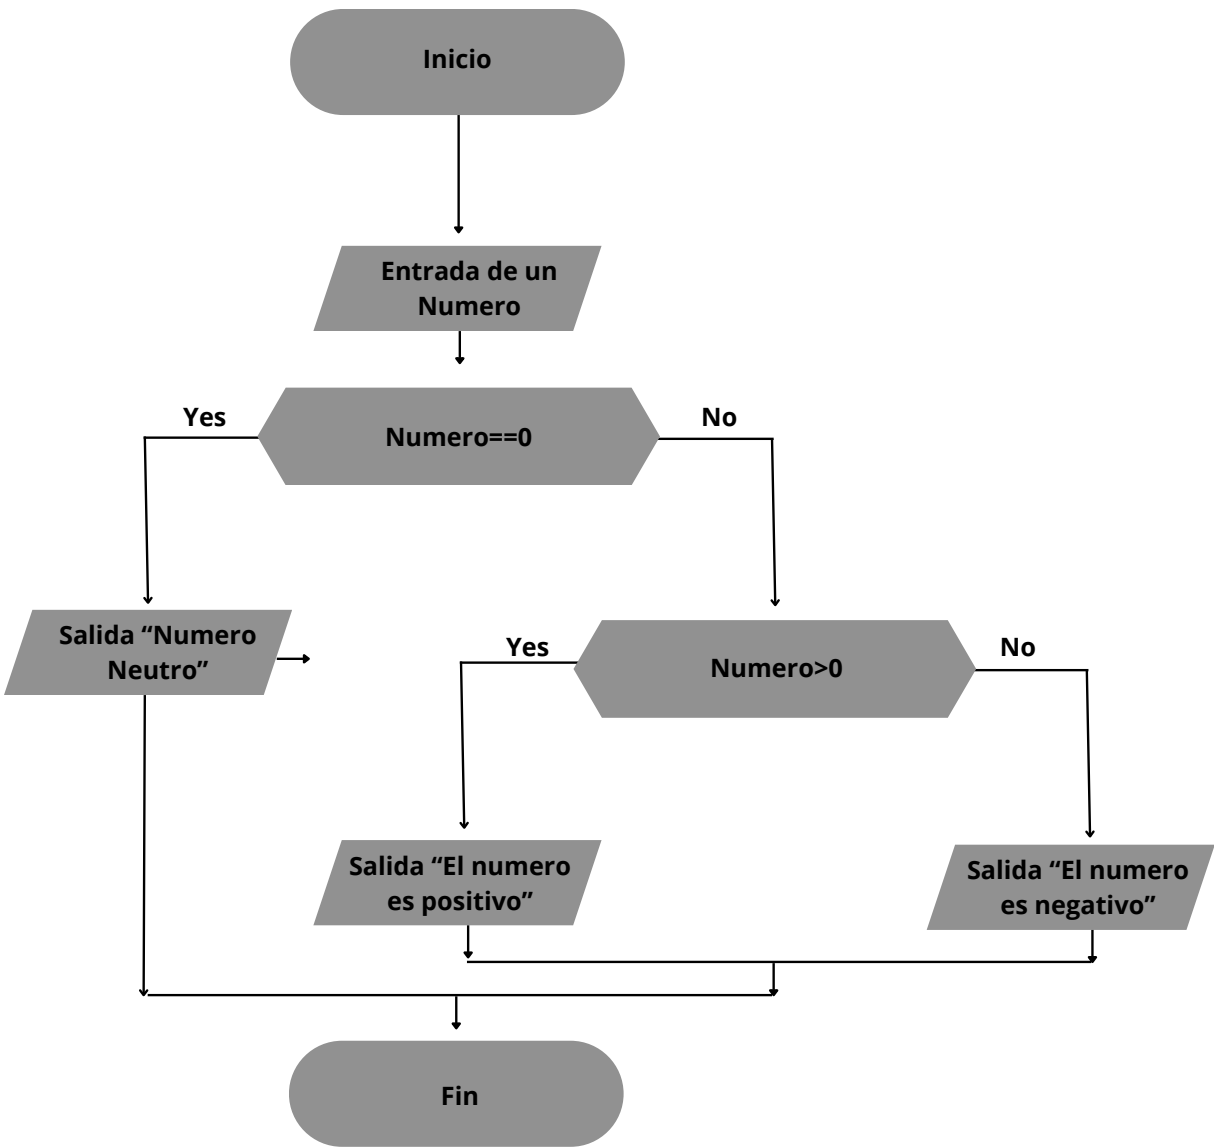 Inicio
Entrada de un
Numero
Yes
No
Numero==0
Salida “Numero
Neutro”
Yes
No
Numero>0
Salida “El numero
es positivo”
Salida “El numero
es negativo”
Fin